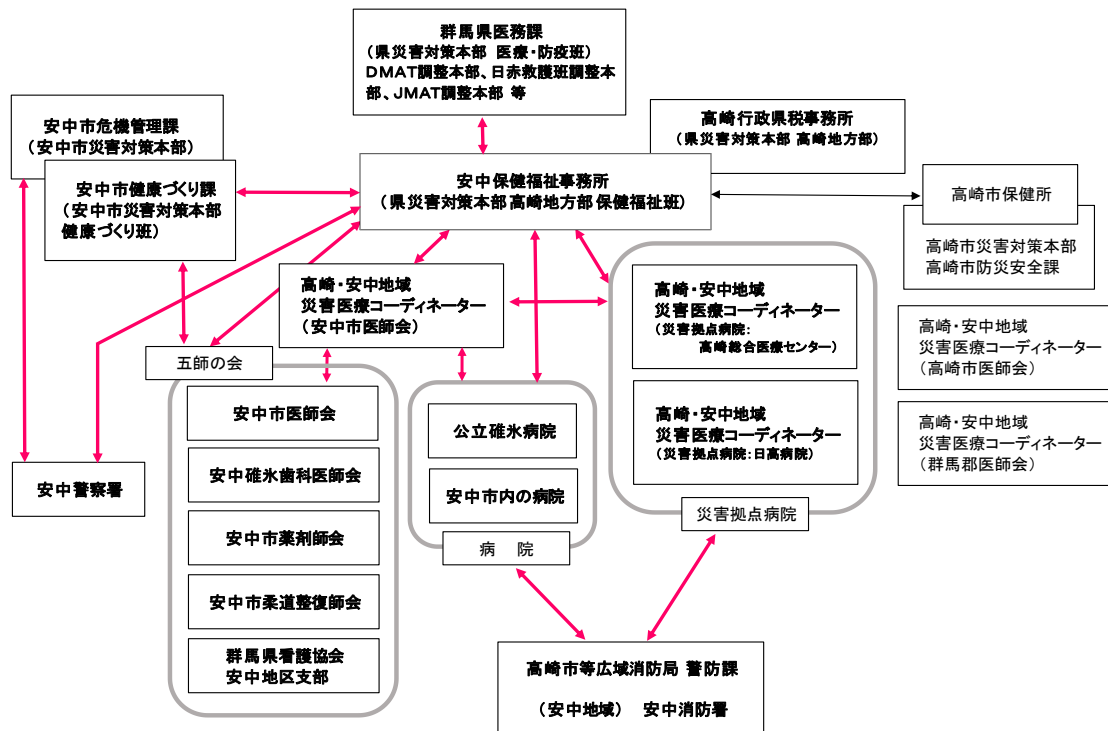 群馬県医務課
（県災害対策本部 医療・防疫班）
DMAT調整本部、日赤救護班調整本
部、JMAT調整本部 等
安中市危機管理課
（安中市災害対策本部）
高崎行政県税事務所
（県災害対策本部 高崎地方部）
安中市健康づくり課
（安中市災害対策本部
健康づくり班）
安中保健福祉事務所
（県災害対策本部高崎地方部保健福祉班）
高崎市保健所
高崎市災害対策本部
高崎市防災安全課
高崎・安中地域
災害医療コーディネーター
（安中市医師会）
高崎・安中地域
災害医療コーディネーター
（災害拠点病院：
高崎総合医療センター）
高崎・安中地域
災害医療コーディネーター
（高崎市医師会）
五師の会
安中市医師会
公立碓氷病院
高崎・安中地域
災害医療コーディネーター
（災害拠点病院：日高病院）
高崎・安中地域
災害医療コーディネーター
（群馬郡医師会）
安中警察署
安中碓氷歯科医師会
安中市内の病院
災害拠点病院
安中市薬剤師会
病 院
安中市柔道整復師会
群馬県看護協会
安中地区支部
高崎市等広域消防局 警防課
（安中地域） 安中消防署